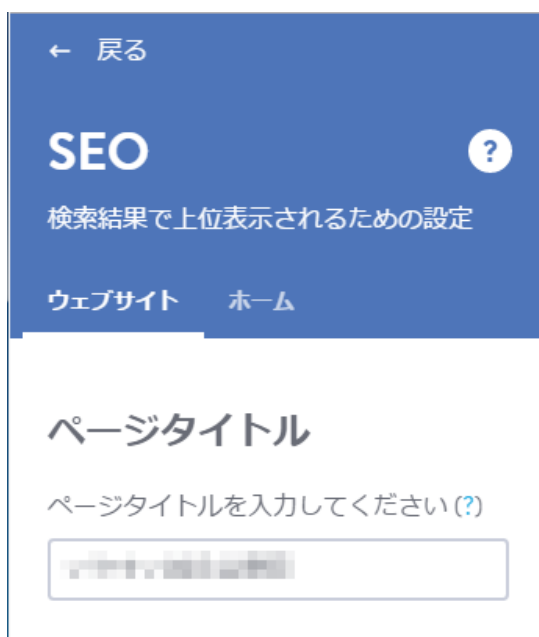 ← 戻る
SEO ?
検索結果で上位表示されるための設定
ウェブサイト ホーム
ページタイトル
ページタイトルを入力してください (?)